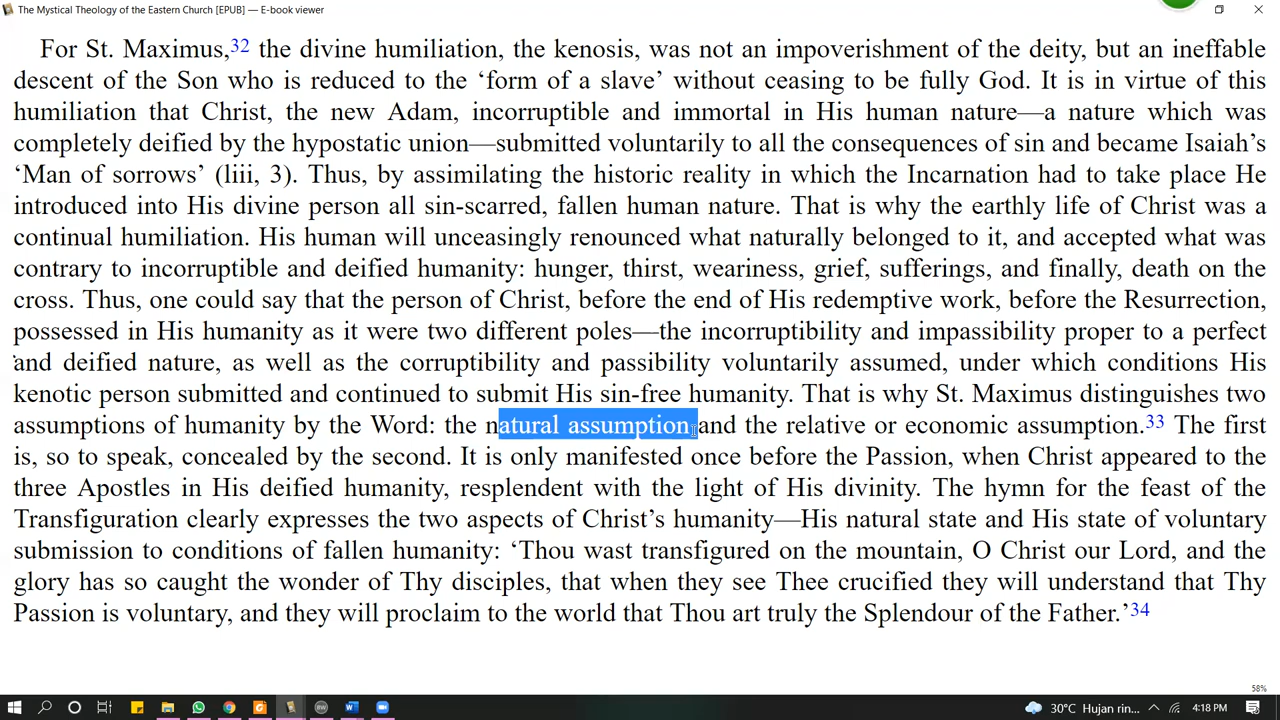 The Mystical Theology of the Eastern Church [EPUB] — E-book viewer
For St. Maximus,32 the divine humiliation, the kenosis, was not an impoverishment of the deity, but an ineffable
descent of the Son who is reduced to the ‘form of a slave’ without ceasing to be fully God. It is in virtue of this
humiliation that Christ, the new Adam, incorruptible and immortal in His human nature—a nature which was
completely deified by the hypostatic union—submitted voluntarily to all the consequences of sin and became Isaiah’s
‘Man of sorrows’ (liii, 3). Thus, by assimilating the historic reality in which the Incarnation had to take place He
introduced into His divine person all sin-scarred, fallen human nature. That is why the earthly life of Christ was a
continual humiliation. His human will unceasingly renounced what naturally belonged to it, and accepted what was
contrary to incorruptible and deified humanity: hunger, thirst, weariness, grief, sufferings, and finally, death on the
cross. Thus, one could say that the person of Christ, before the end of His redemptive work, before the Resurrection,
possessed in His humanity as it were two different poles—the incorruptibility and impassibility proper to a perfect
and deified nature, as well as the corruptibility and passibility voluntarily assumed, under which conditions His
kenotic person submitted and continued to submit His sin-free humanity. That is why St. Maximus distinguishes two
assumptions of humanity by the Word: the natural assumption and the relative or economic assumption.33 The first
is, so to speak, concealed by the second. It is only manifested once before the Passion, when Christ appeared to the
three Apostles in His deified humanity, resplendent with the light of His divinity. The hymn for the feast of the
Transfiguration clearly expresses the two aspects of Christ’s humanity—His natural state and His state of voluntary
submission to conditions of fallen humanity: ‘Thou wast transfigured on the mountain, O Christ our Lord, and the
glory has so caught the wonder of Thy disciples, that when they see Thee crucified they will understand that Thy
Passion is voluntary, and they will proclaim to the world that Thou art truly the Splendour of the Father.’34
58%
30°C Hujan rin... 4:18 PM